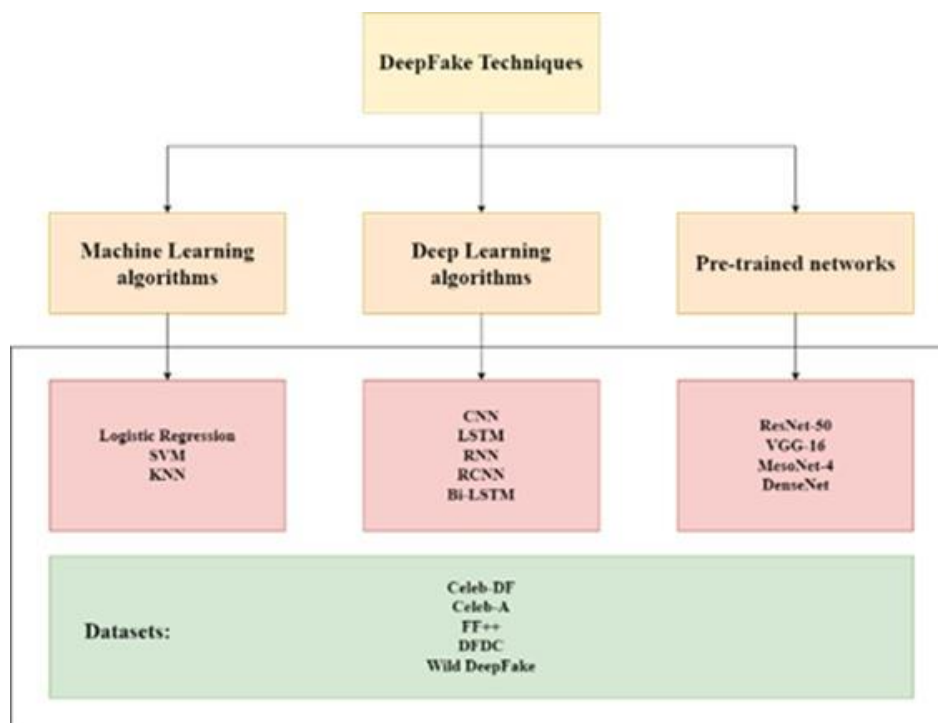 DeepFake Techniques
Machine Learning
algorithms
Deep Learning
algorithms
Pre-trained networks
Logistic Regression
SVM
KNN
CNN
LSTM
RNN
RCNN
Bi-LSTM
ResNet-50
VGG-16
MesoNet-4
DenseNet
Datasets:
Celeb-DF
Celeb-A
FF++
DFDC
Wild DeepFake